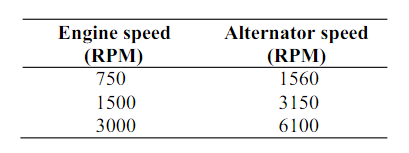 Engine speed Alternator speed
(RPM) (RPM)
750 1560
1500 3150
3000 6100